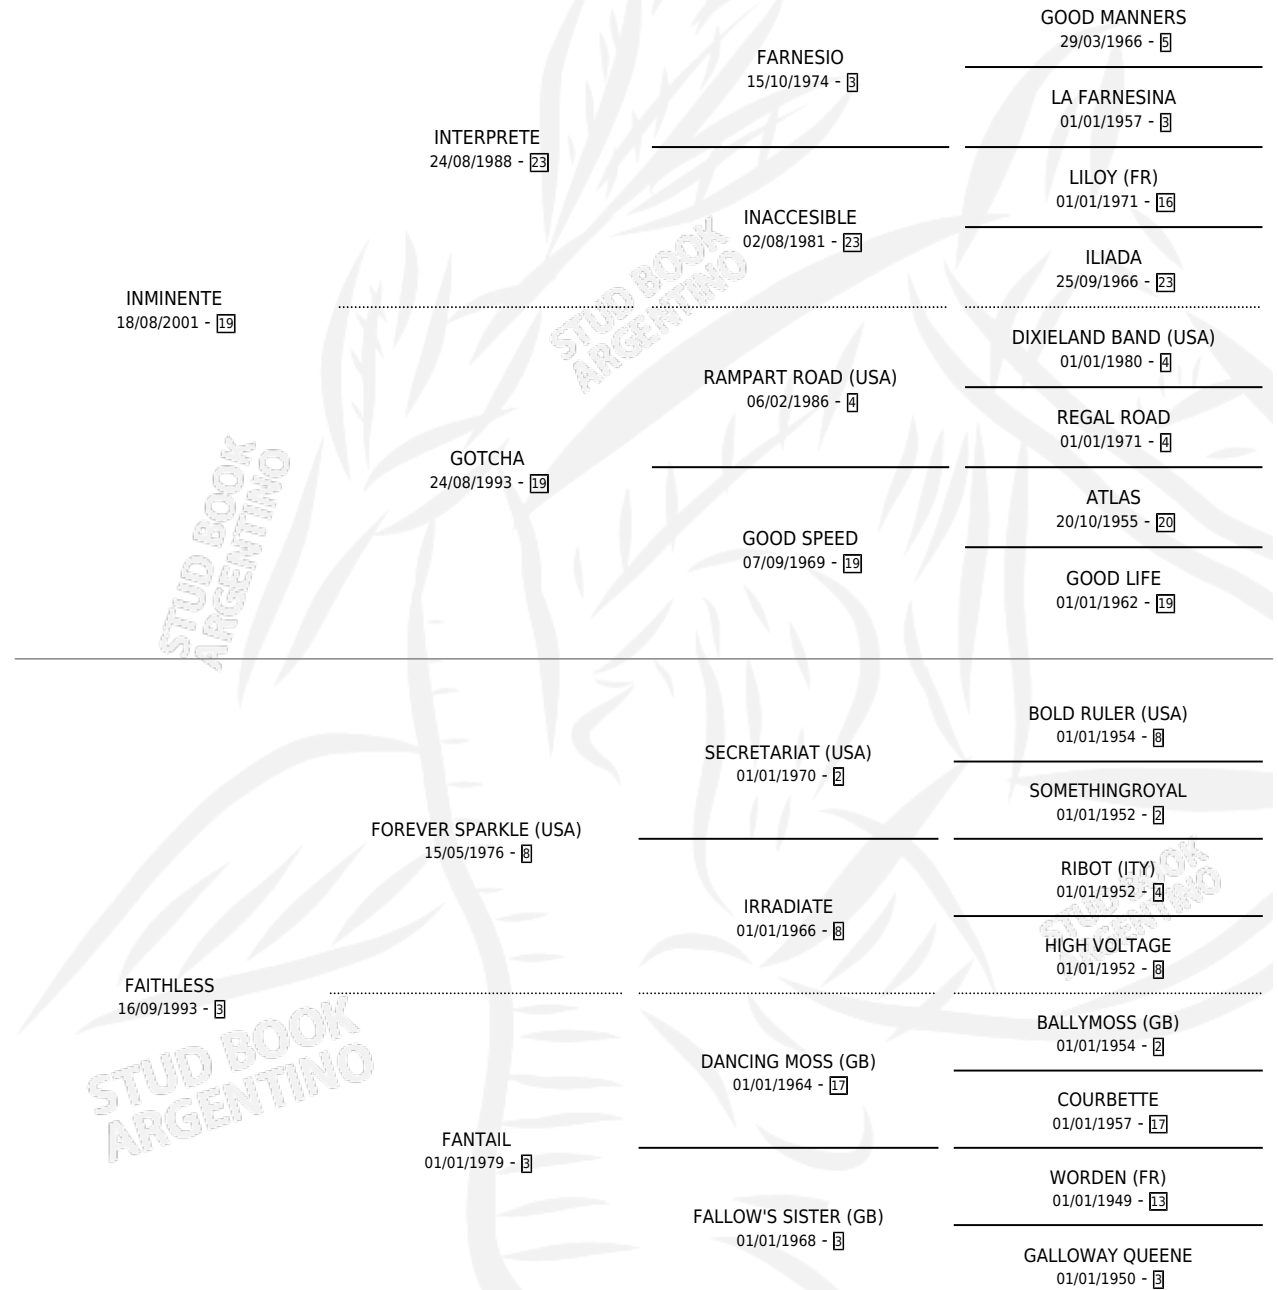 GOOD MANNERS
29/03/1966 - 5
FARNESIO
15/10/1974 - 3
LA FARNESINA
01/01/1957 - 3
INTERPRETE
24/08/1988 - 23
LILOY (FR)
01/01/1971 - 16
INACCESIBLE
02/08/1981 - 23
ILIADA
25/09/1966 - 23
INMINENTE
18/08/2001 - 19
DIXIELAND BAND (USA)
01/01/1980 - 4
RAMPART ROAD (USA)
06/02/1986 - 4
REGAL ROAD
01/01/1971 - 4
GOTCHA
24/08/1993 - 19
ATLAS
20/10/1955 - 20
GOOD SPEED
07/09/1969 - 19
GOOD LIFE
01/01/1962 - 19
BOLD RULER (USA)
01/01/1954 - 8
SECRETARIAT (USA)
01/01/1970 - 2
SOMETHINGROYAL
01/01/1952 - 2
FOREVER SPARKLE (USA)
15/05/1976 - 8
RIBOT (ITY)
01/01/1952 - 4
IRRADIATE
01/01/1966 - 8
HIGH VOLTAGE
01/01/1952 - 8
FAITHLESS
16/09/1993 - 3
BALLYMOSS (GB)
01/01/1954 - 2
DANCING MOSS (GB)
01/01/1964 - 17
COURBETTE
01/01/1957 - 17
FANTAIL
01/01/1979 - 3
WORDEN (FR)
01/01/1949 - 13
FALLOW'S SISTER (GB)
01/01/1968 - 3
GALLOWAY QUEENE
01/01/1950 - 3
STUD BOOK
ARGENTINO
STUD BOOK
ARGENTINO
STUD BOOK
ARGENTINO
STUD BOOK
ARGENTINO